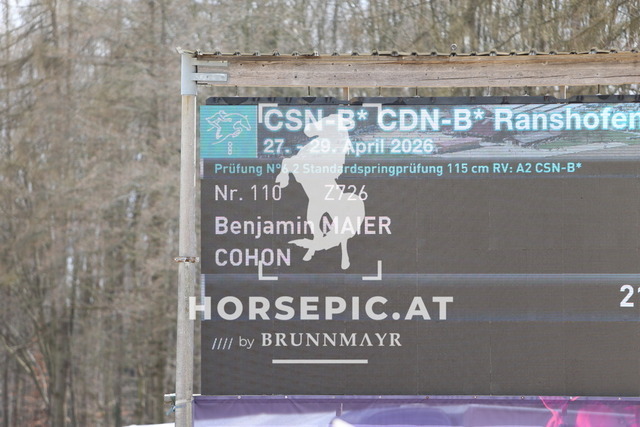 CSN-B* CDN-B* Ranshofen
27. - 29. April 2026.
Prüfung N°6.2 Standardspringprüfung 115 cm RV: A2 CSN-B*
Nr. 110 Z726
Benjamin MAIER
COHON
HORSEPIC.AT
//// by BRUNNMAYR